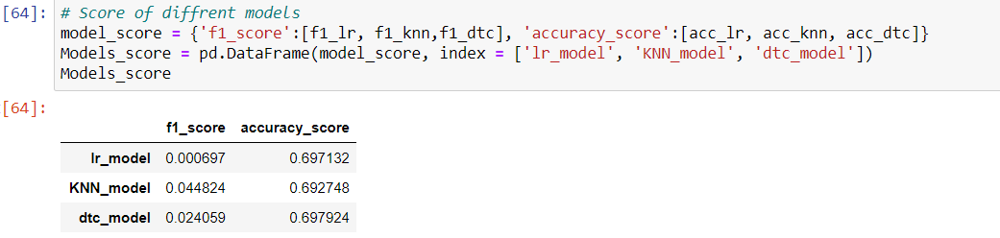 [64]: # Score of diffrent models
model_score = {'f1_score':[f1_lr, f1_knn,f1_dtc], 'accuracy_score':[acc_lr, acc_knn, acc_dtc]}
Models_score = pd.DataFrame(model_score, index = ['lr_model', 'KNN_model', 'dtc_model'])
Models_score
[64]:
f1_score accuracy_score
lr_model 0.000697 0.697132
KNN_model 0.044824 0.692748
dtc_model 0.024059 0.697924